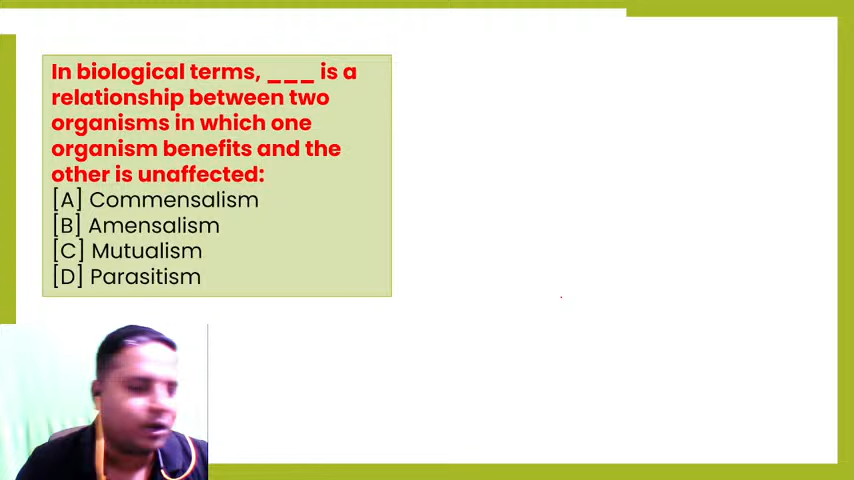 In biological terms, _ _ _ is a
relationship between two
organisms in which one
organism benefits and the
other is unaffected:
[A] Commensalism
[B] Amensalism
[C] Mutualism
[D] Parasitism